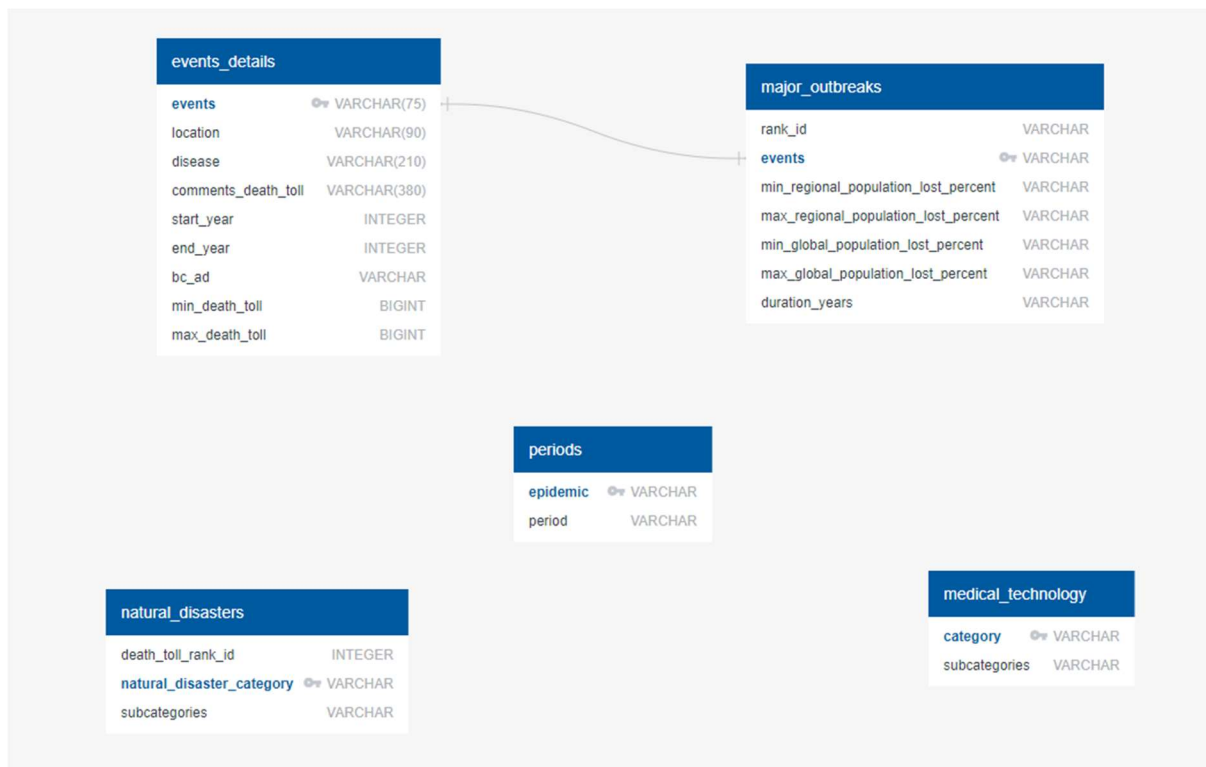 events_details
events VARCHAR(75)
location VARCHAR(90)
disease VARCHAR(210)
comments_death_toll VARCHAR(380)
start_year INTEGER
end_year INTEGER
bc_ad VARCHAR
min_death_toll BIGINT
max_death_toll BIGINT
major_outbreaks
rank_id VARCHAR
events VARCHAR
min_regional_population_lost_percent VARCHAR
max_regional_population_lost_percent VARCHAR
min_global_population_lost_percent VARCHAR
max_global_population_lost_percent VARCHAR
duration_years VARCHAR
periods
epidemic VARCHAR
period VARCHAR
natural_disasters
death_toll_rank_id INTEGER
natural_disaster_category VARCHAR
subcategories VARCHAR
medical_technology
category VARCHAR
subcategories VARCHAR